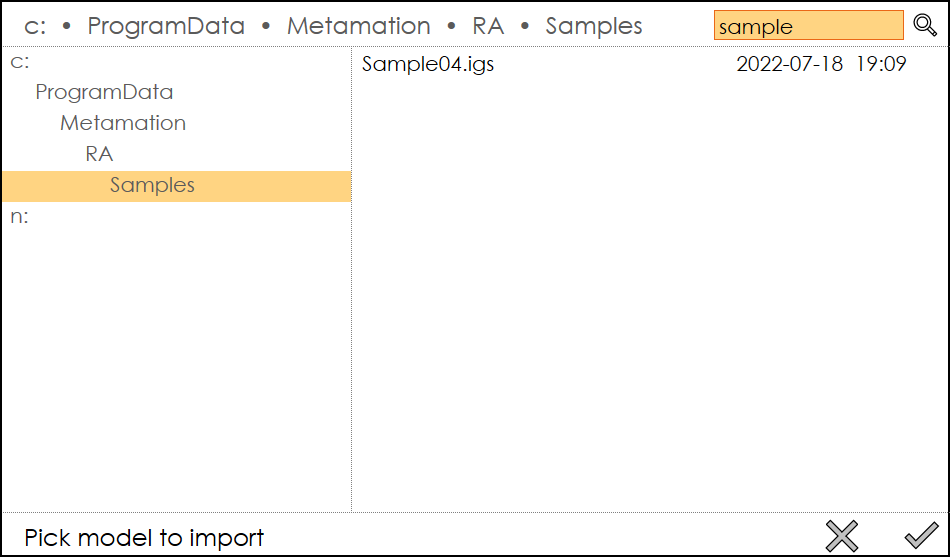 c: • ProgramData • Metamation • RA • Samples
sample
c:
ProgramData
Metamation
RA
Samples
n:
Sample04.igs 2022-07-18 19:09
Pick model to import